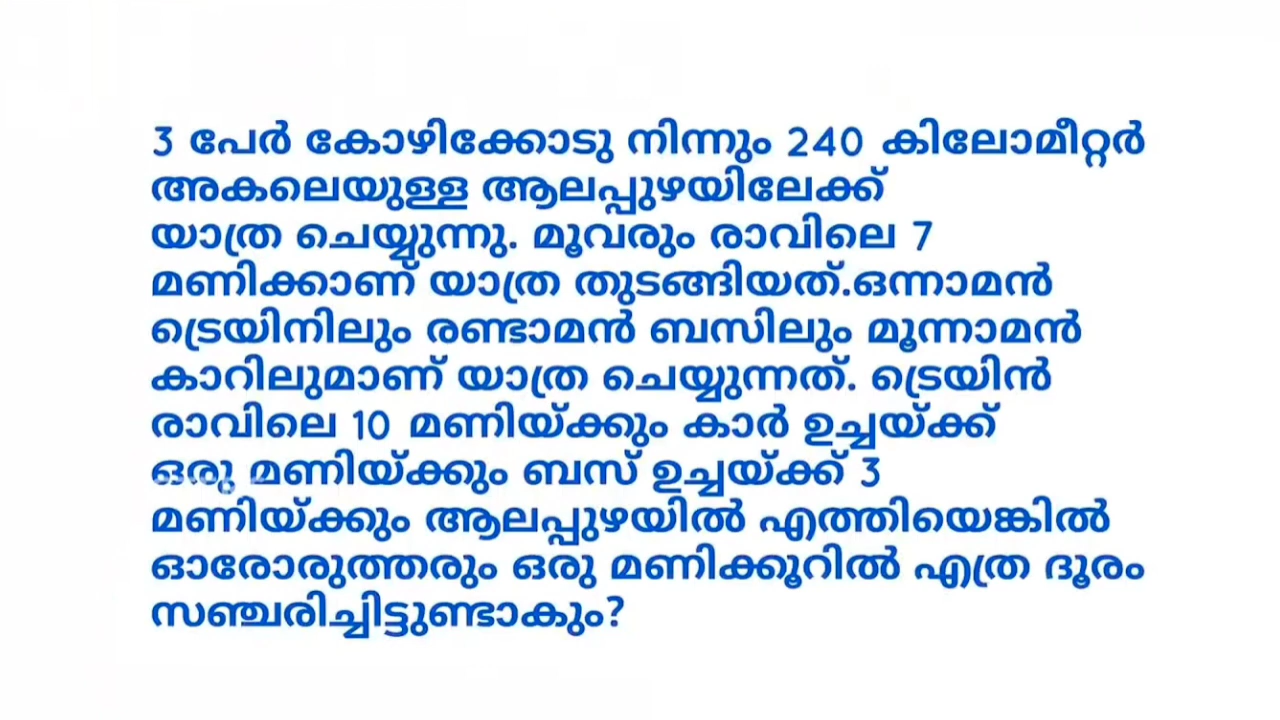 3 പേർ കോഴിക്കോടു നിന്നും 240 കിലോമീറ്റർ
അകലെയുള്ള ആലപ്പുഴയിലേക്ക്
യാത്ര ചെയ്യുന്നു. മൂവരും രാവിലെ 7
മണിക്കാണ് യാത്ര തുടങ്ങിയത്.ഒന്നാമൻ
ട്രെയിനിലും രണ്ടാമൻ ബസിലും മൂന്നാമൻ
കാറിലുമാണ് യാത്ര ചെയ്യുന്നത്. ട്രെയിൻ
രാവിലെ 10 മണിയ്ക്കും കാർ ഉച്ചയ്ക്ക്
ഒരു മണിയ്ക്കും ബസ് ഉച്ചയ്ക്ക് 3
മണിയ്ക്കും ആലപ്പുഴയിൽ എത്തിയെങ്കിൽ
ഓരോരുത്തരും ഒരു മണിക്കൂറിൽ എത്ര ദൂരം
സഞ്ചരിച്ചിട്ടുണ്ടാകും?